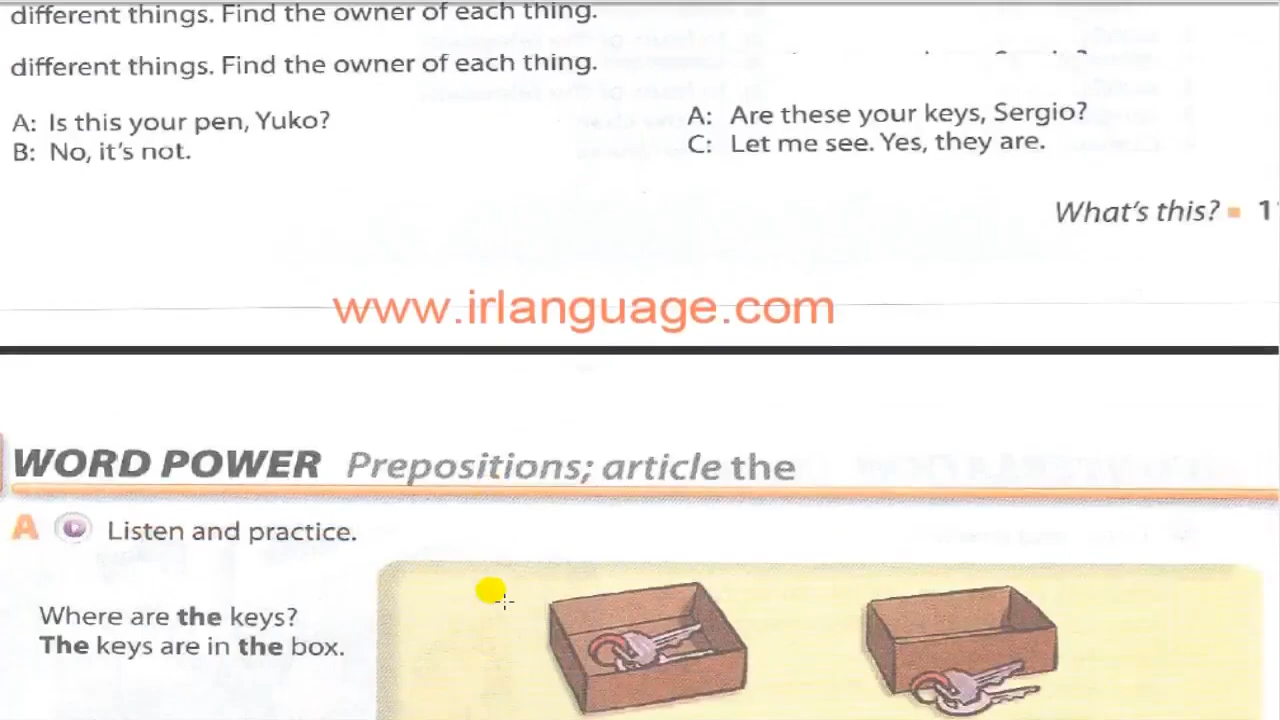 different things. Find the owner of each thing.
different things. Find the owner of each thing.
A: Is this your pen, Yuko?
B: No, it's not.
A: Are these your keys, Sergio?
C: Let me see. Yes, they are.
What's this?
www.irlanguage.com
WORD POWER Prepositions; article the
A Listen and practice.
Where are the keys?
The keys are in the box.